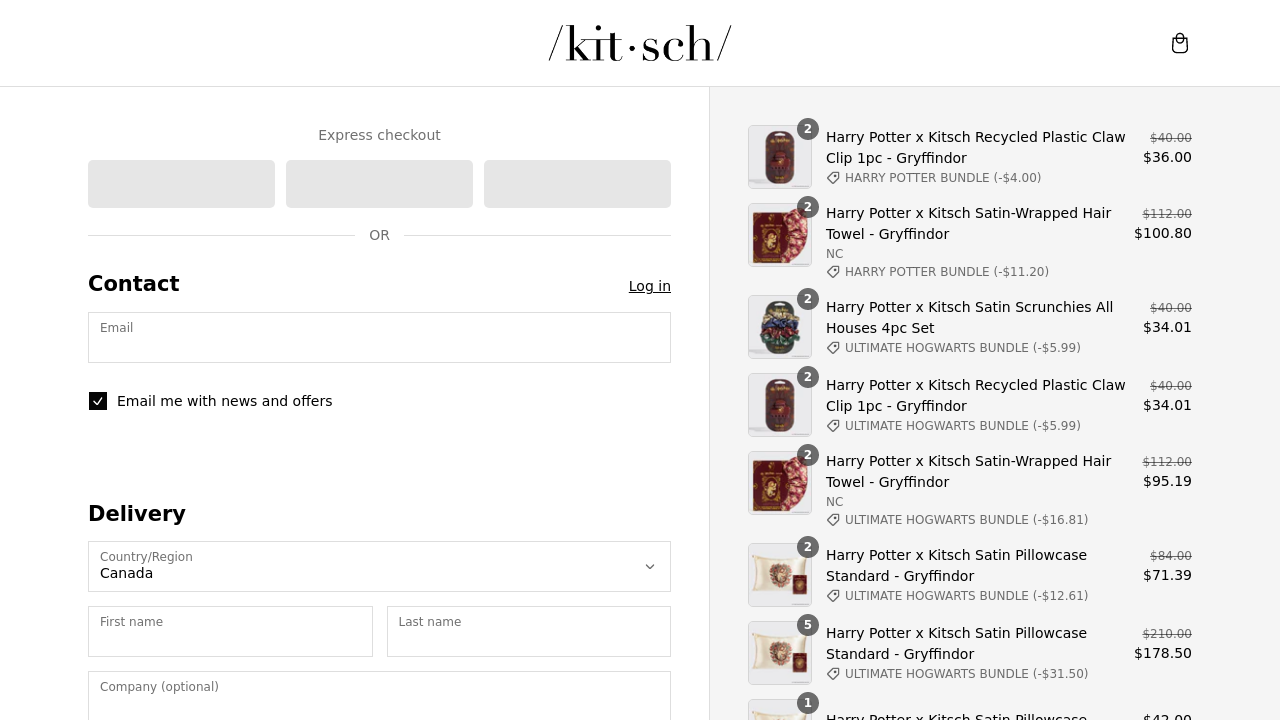 /kit·sch/
Express checkout
OR
Contact
Log in
Email
Email me with news and offers
Delivery
Country/Region
Canada
First name
Last name
Company (optional)
2
Harry Potter x Kitsch Recycled Plastic Claw
Clip 1pc - Gryffindor
HARRY POTTER BUNDLE (-$4.00)
$40.00
$36.00
2
Harry Potter x Kitsch Satin-Wrapped Hair
Towel - Gryffindor
NC
HARRY POTTER BUNDLE (-$11.20)
$112.00
$100.80
2
Harry Potter x Kitsch Satin Scrunchies All
Houses 4pc Set
ULTIMATE HOGWARTS BUNDLE (-$5.99)
$40.00
$34.01
2
Harry Potter x Kitsch Recycled Plastic Claw
Clip 1pc - Gryffindor
ULTIMATE HOGWARTS BUNDLE (-$5.99)
$40.00
$34.01
2
Harry Potter x Kitsch Satin-Wrapped Hair
Towel - Gryffindor
NC
ULTIMATE HOGWARTS BUNDLE (-$16.81)
$112.00
$95.19
2
Harry Potter x Kitsch Satin Pillowcase
Standard - Gryffindor
ULTIMATE HOGWARTS BUNDLE (-$12.61)
$84.00
$71.39
5
Harry Potter x Kitsch Satin Pillowcase
Standard - Gryffindor
ULTIMATE HOGWARTS BUNDLE (-$31.50)
$210.00
$178.50
1
Harry Potter x Kitsch Satin Pillowcase
$42.00